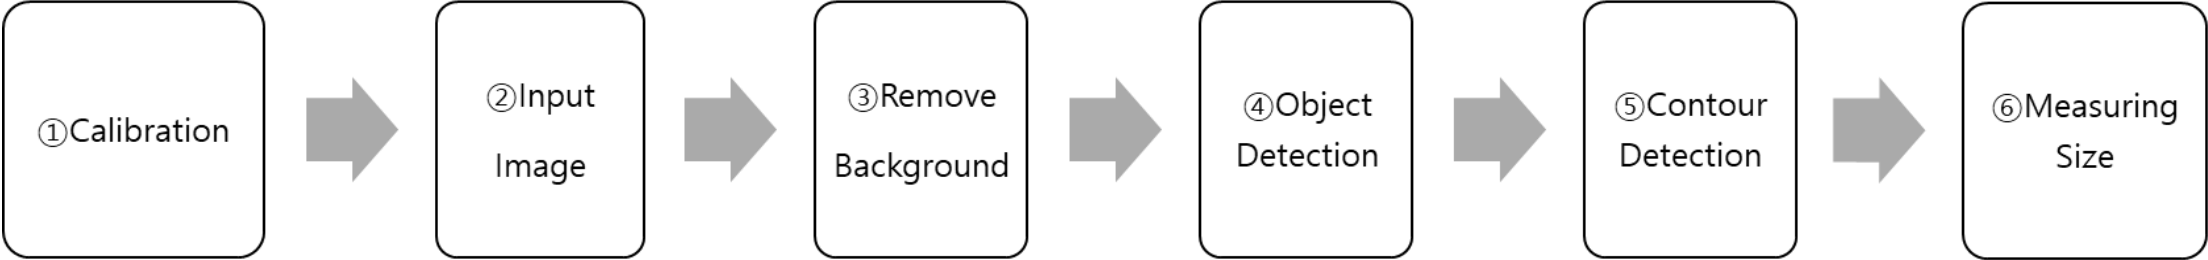 ①Calibration
②Input
Image
③Remove
Background
④Object
Detection
⑤Contour
Detection
⑥Measuring
Size